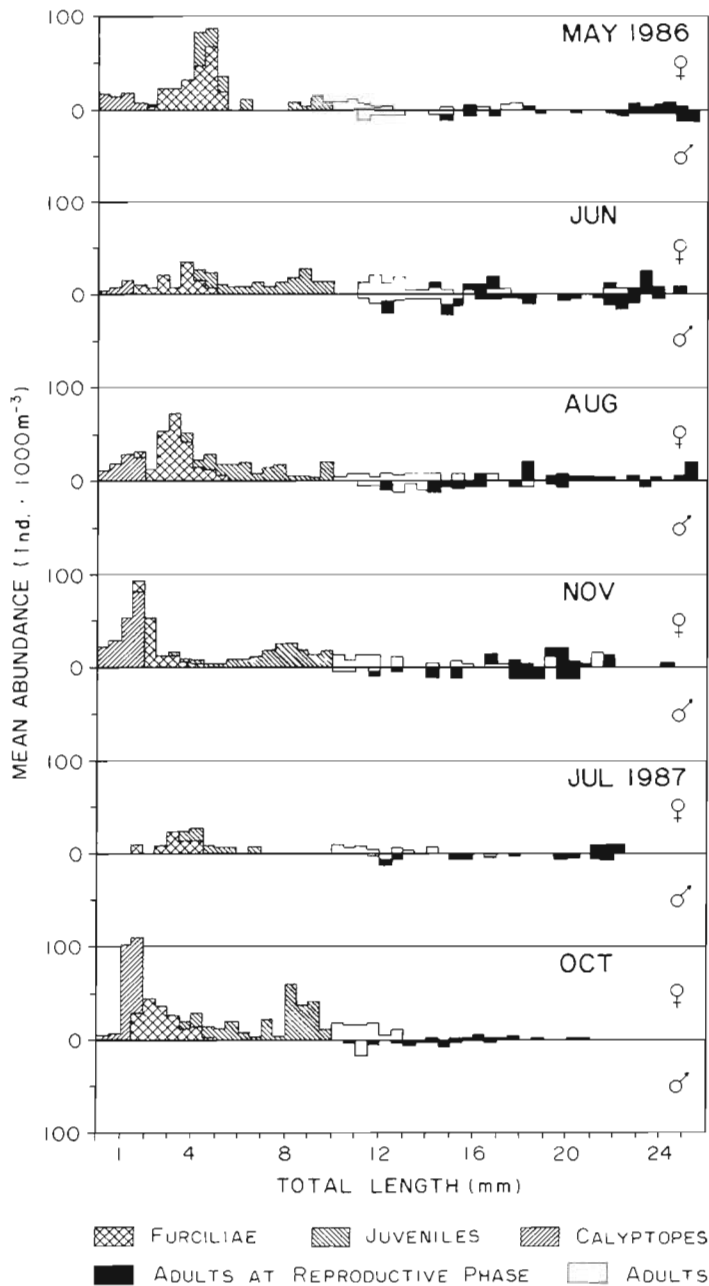 100
MAY 1986
♀
0
♂
100
JUN
♀
0
♂
100
AUG
♀
0
♂
100
NOV
♀
0
♂
100
JUL 1987
♀
0
♂
100
OCT
♀
0
♂
100
MEAN ABUNDANCE (Ind. · 1000m⁻³)
1 4 8 12 16 20 24
TOTAL LENGTH (mm)
FURCILIAE JUVENILES CALYPTOPES
ADULTS AT REPRODUCTIVE PHASE ADULTS